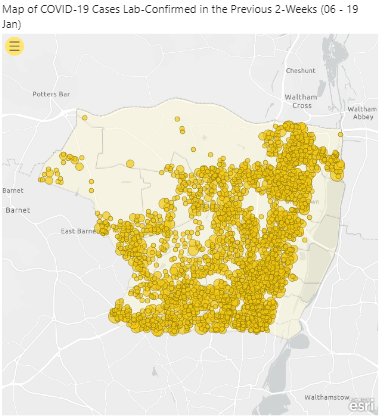 Map of COVID-19 Cases Lab-Confirmed in the Previous 2-Weeks (06 - 19
Jan)
Cheshunt
Potters Bar
Waltham
Cross
Waltham
Abbey
Barnet
Barnet
East Barnet
Walthamstow
esri